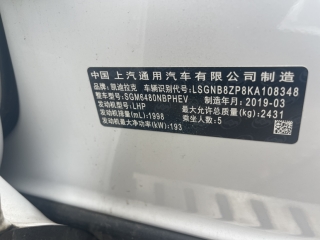 中国 上汽通用汽车有限公司制造
品牌: 凯迪拉克 车辆识别代号: LSGNB8ZP8KA108348
整车型号: SGM6480NBPHEV 制造年月: 2019-03
发动机型号: LHP 最大允许总质量(kg): 2431
发动机排量(mL): 1998 乘坐人数: 5
发动机最大净功率(kW): 193